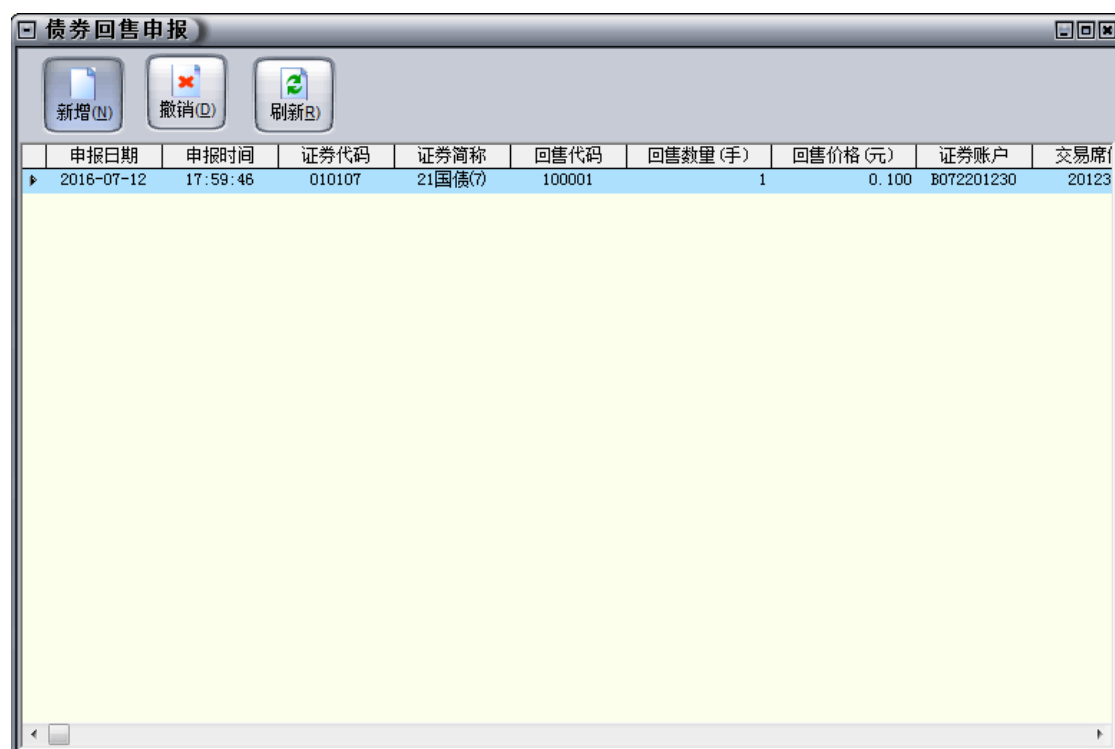 债券回售申报
新增(N) 撤销(D) 刷新R)
申报日期 申报时间 证券代码 证券简称 回售代码 回售数量(手) 回售价格(元) 证券账户 交易席
2016-07-12 17:59:46 010107 21国债(7) 100001 1 0.100 B072201230 20123